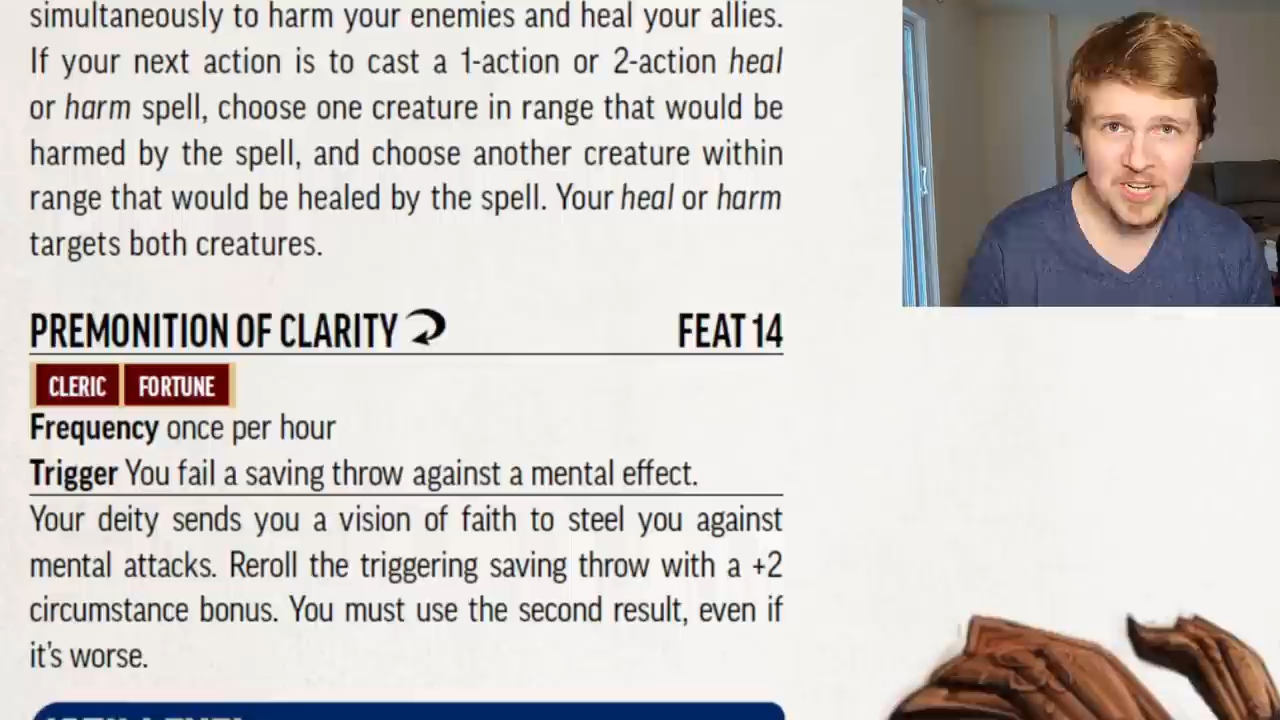 simultaneously to harm your enemies and heal your allies.
If your next action is to cast a 1-action or 2-action heal
or harm spell, choose one creature in range that would be
harmed by the spell, and choose another creature within
range that would be healed by the spell. Your heal or harm
targets both creatures.
PREMONITION OF CLARITY FEAT 14
CLERIC FORTUNE
Frequency once per hour
Trigger You fail a saving throw against a mental effect.
Your deity sends you a vision of faith to steel you against
mental attacks. Reroll the triggering saving throw with a +2
circumstance bonus. You must use the second result, even if
it's worse.